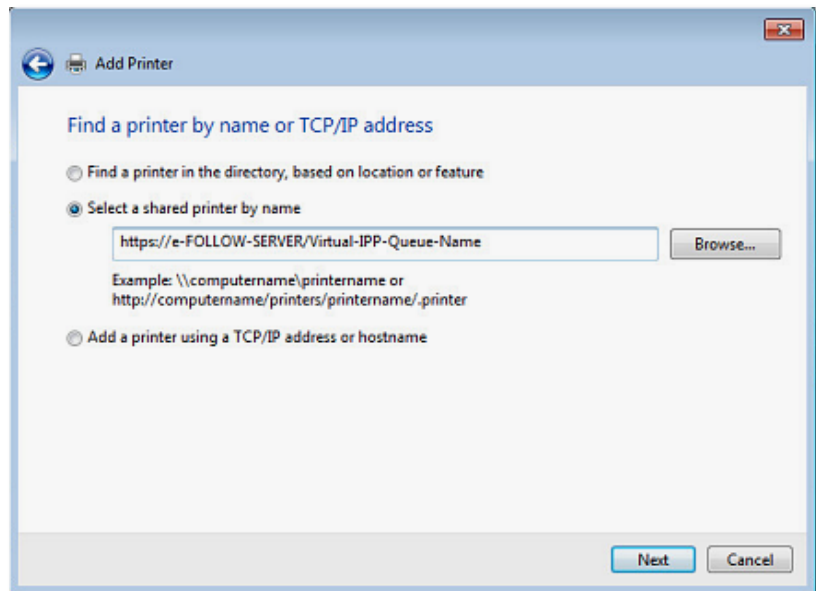 Add Printer
Find a printer by name or TCP/IP address
Find a printer in the directory, based on location or feature
Select a shared printer by name
https://e-FOLLOW-SERVER/Virtual-IPP-Queue-Name
Browse...
Example: \\computername\printername or
http://computername/printers/printername/.printer
Add a printer using a TCP/IP address or hostname
Next
Cancel